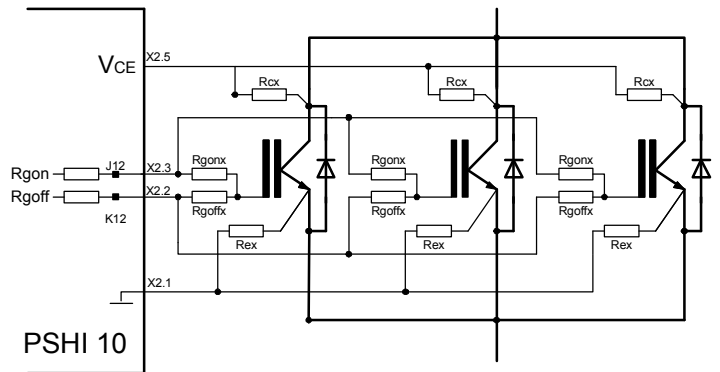 VCE
X2.5
Rcx
Rcx
Rcx
Rgon
J12
X2.3
Rgonx
Rgonx
Rgonx
Rgoff
X2.2
Rgoffx
Rgoffx
Rgoffx
K12
Rex
Rex
Rex
X2.1
PSHI 10